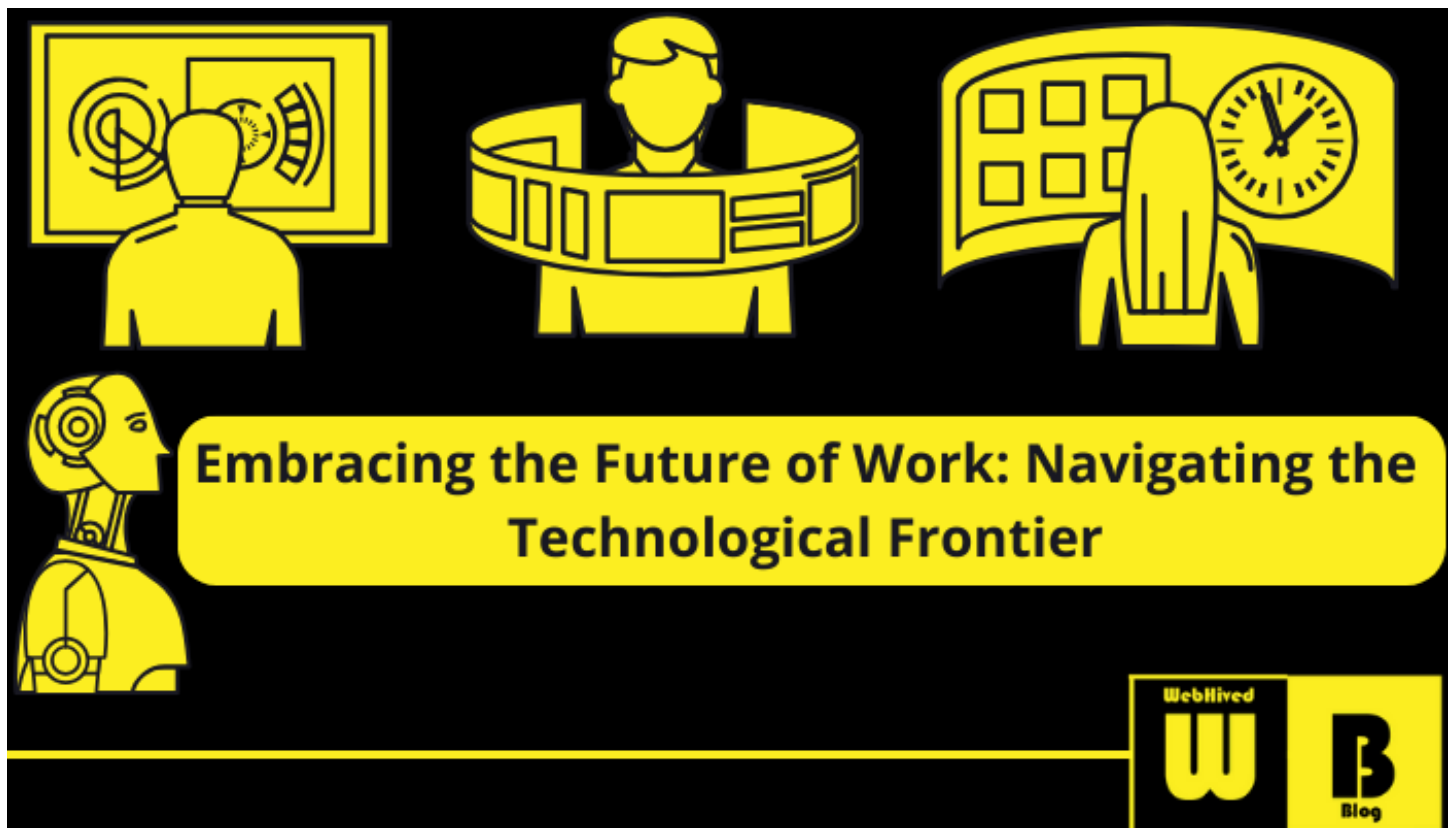 Embracing the Future of Work: Navigating the
Technological Frontier
WebHived
W
B
Blog